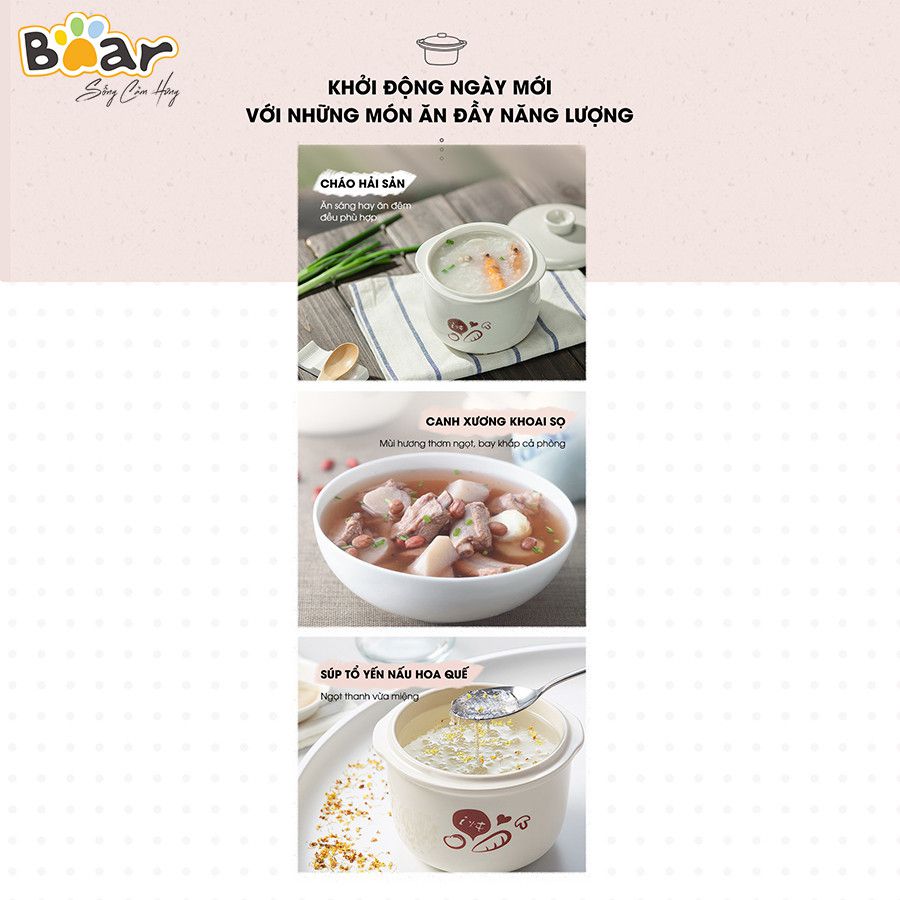 Bear
Sống Cảm Hứng
KHỞI ĐỘNG NGÀY MỚI
VỚI NHỮNG MÓN ĂN ĐẦY NĂNG LƯỢNG
CHÁO HẢI SẢN
Ăn sáng hay ăn đêm
đều phù hợp
CANH XƯƠNG KHOAI SỌ
Mùi hương thơm ngọt, bay khắp cả phòng
SÚP TỔ YẾN NẤU HOA QUẾ
Ngọt thanh vừa miệng